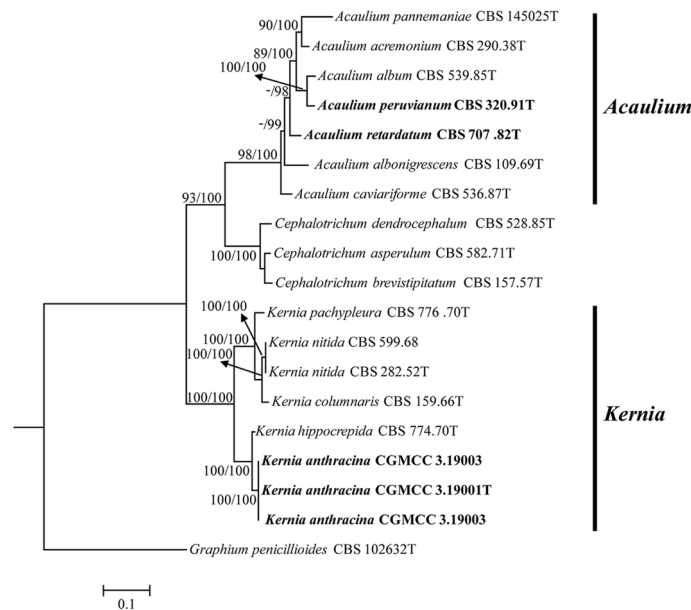 90/100
Acaulium pannemaniae CBS 145025T
Acaulium acremonium CBS 290.38T
89/100
100/100
Acaulium album CBS 539.85T
-/98
Acaulium peruvianum CBS 320.91T
Acaulium
-/99
Acaulium retardatum CBS 707 .82T
98/100
Acaulium albonigrescens CBS 109.69T
Acaulium caviariforme CBS 536.87T
93/100
Cephalotrichum dendrocephalum CBS 528.85T
100/100
Cephalotrichum asperulum CBS 582.71T
Cephalotrichum brevistipitatum CBS 157.57T
100/100
Kernia pachypleura CBS 776 .70T
100/100
Kernia nitida CBS 599.68
100/100
Kernia nitida CBS 282.52T
100/100
Kernia columnaris CBS 159.66T
Kernia
Kernia hippocrepida CBS 774.70T
100/100
Kernia anthracina CGMCC 3.19003
Kernia anthracina CGMCC 3.19001T
100/100
Kernia anthracina CGMCC 3.19003
Graphium penicillioides CBS 102632T
0.1